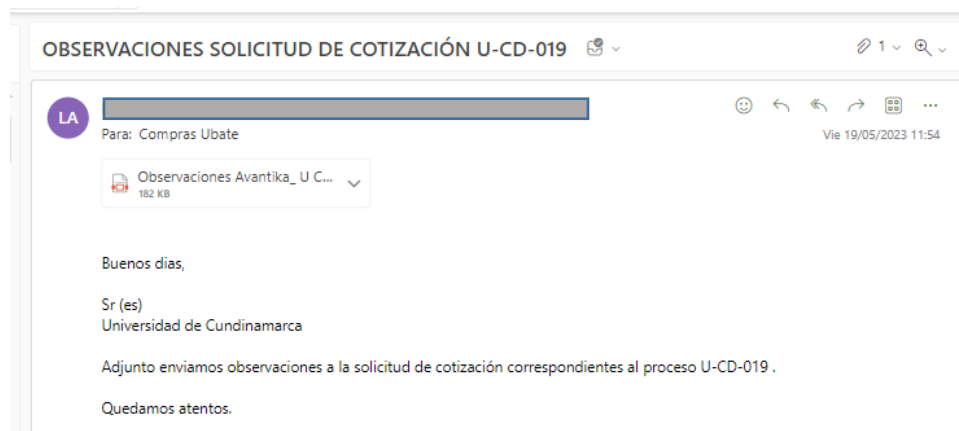 OBSERVACIONES SOLICITUD DE COTIZACIÓN U-CD-019
1
LA
Para: Compras Ubate
Vie 19/05/2023 11:54
Observaciones Avantika_ U C...
182 KB
Buenos dias,
Sr (es)
Universidad de Cundinamarca
Adjunto enviamos observaciones a la solicitud de cotización correspondientes al proceso U-CD-019 .
Quedamos atentos.